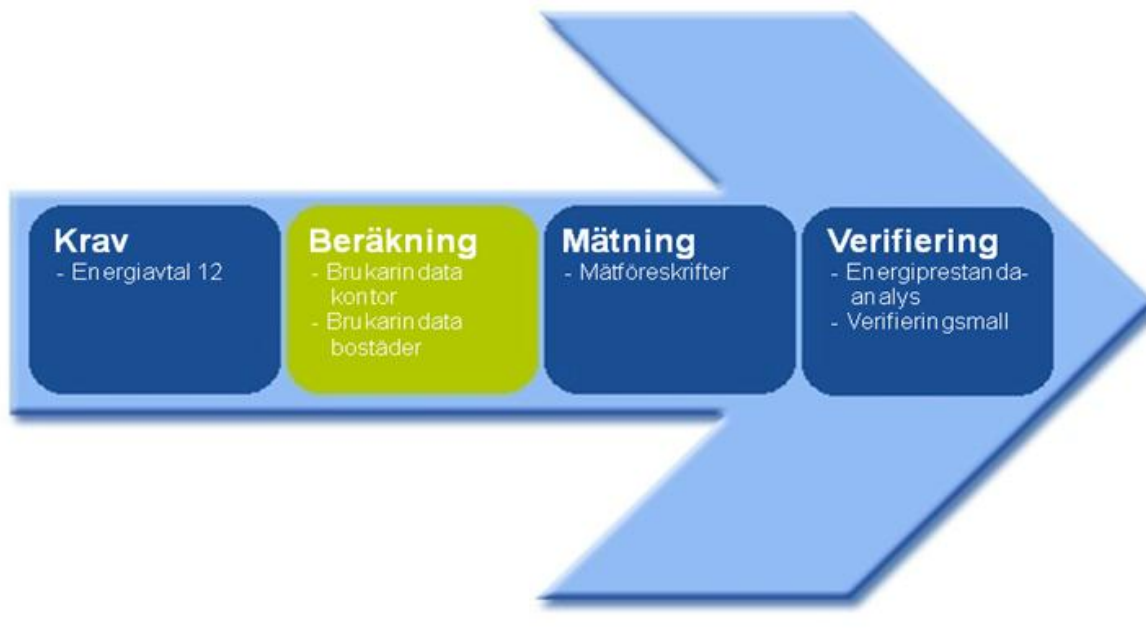 Krav
- Energiavtal 12
Beräkning
- Brukarindata
kontor
- Brukarindata
bostäder
Mätning
- Mätföreskrifter
Verifiering
- Energiprestanda-
analys
- Verifieringsmall